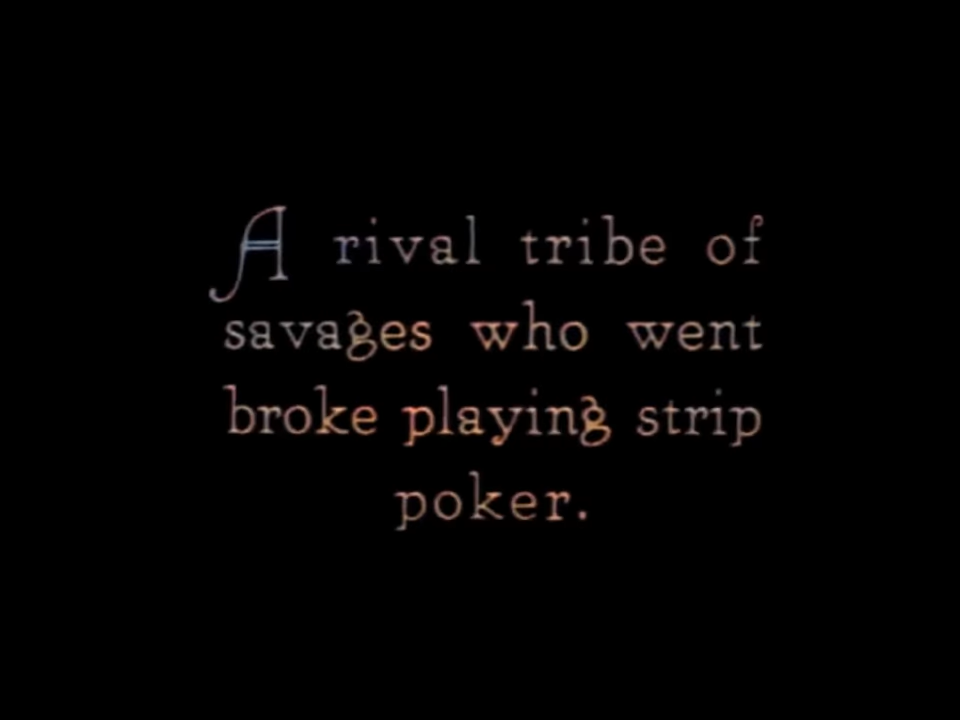 A rival tribe of
savages who went
broke playing strip
poker.